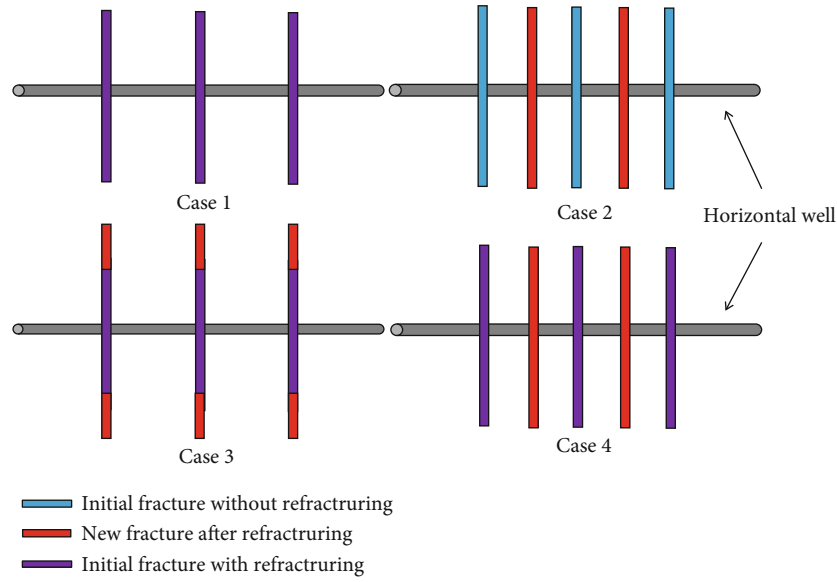 Case 1
Case 2
Horizontal well
Case 3
Case 4
Initial fracture without refractruring
New fracture after refractruring
Initial fracture with refractruring